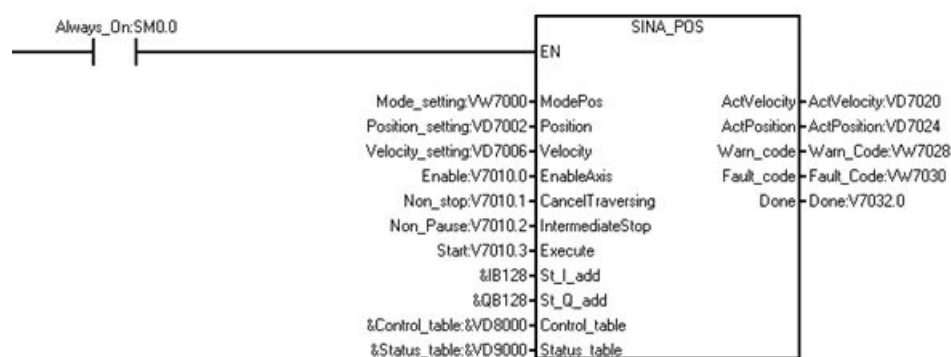 Always_On:SM0.0
SINA_POS
EN
Mode_setting:VW7000 ModePos ActVelocity ActVelocity:VD7020
Position_setting:VD7002 Position ActPosition ActPosition:VD7024
Velocity_setting:VD7006 Velocity Warn_code Warn_Code:VW7028
Enable:V7010.0 EnableAxis Fault_code Fault_Code:VW7030
Non_stop:V7010.1 CancelTraversing Done Done:V7032.0
Non_Pause:V7010.2 IntermediateStop
Start:V7010.3 Execute
&IB128 St_I_add
&QB128 St_Q_add
&Control_table:&VD8000 Control_table
&Status_table:&VD9000 Status_table